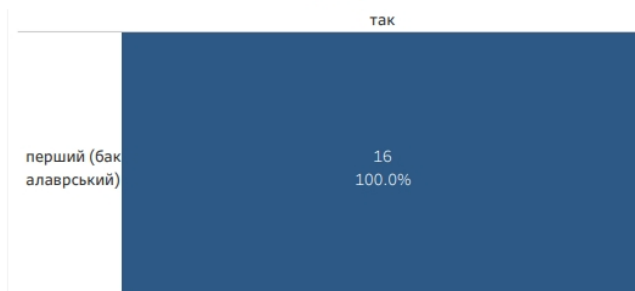 так
перший (бак
алаврський)
16
100.0%